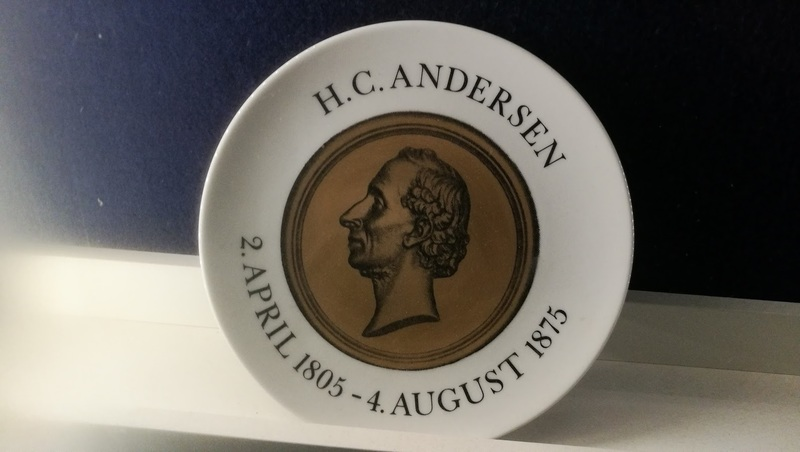 H.C. ANDERSEN
2. APRIL 1805 - 4. AUGUST 1875